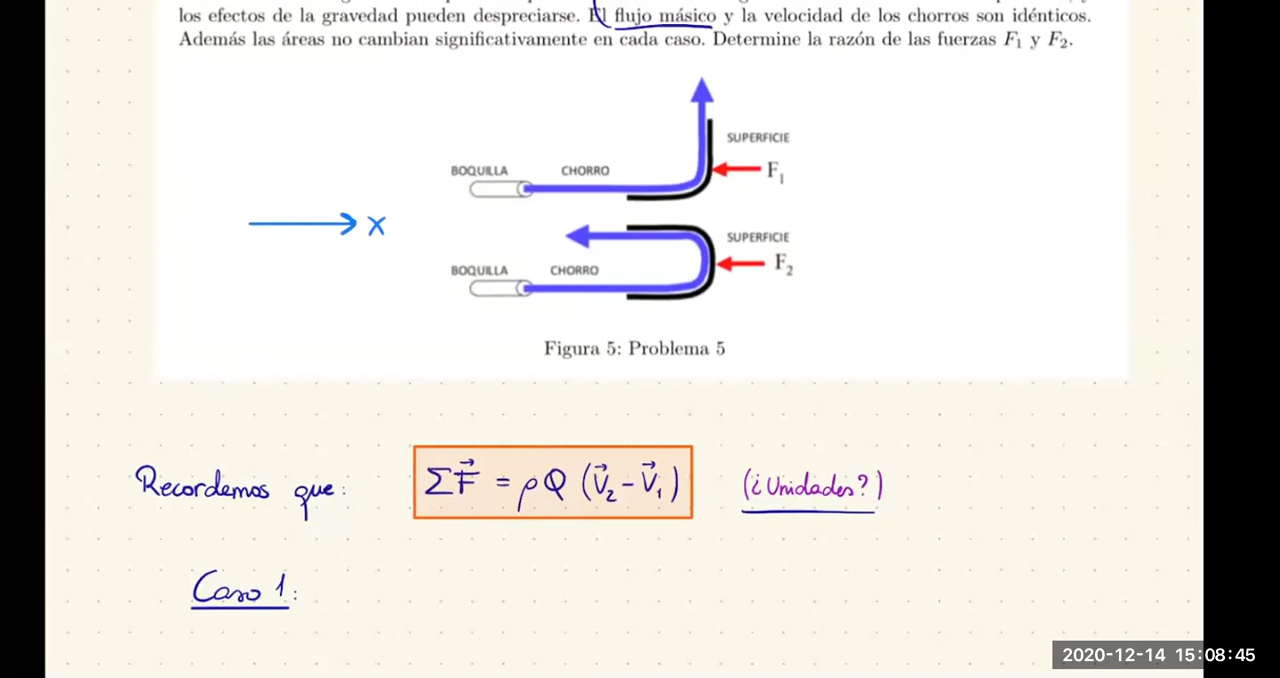 los efectos de la gravedad pueden despreciarse. El flujo másico y la velocidad de los chorros son idénticos.
Además las áreas no cambian significativamente en cada caso. Determine la razón de las fuerzas F₁ y F₂.
SUPERFICIE
BOQUILLA CHORRO F₁
X
SUPERFICIE
BOQUILLA CHORRO F₂
Figura 5: Problema 5
Recordemos que: ΣF⃗ = ρQ (V⃗₂ - V⃗₁) (¿Unidades?)
Caso 1:
2020-12-14 15:08:45